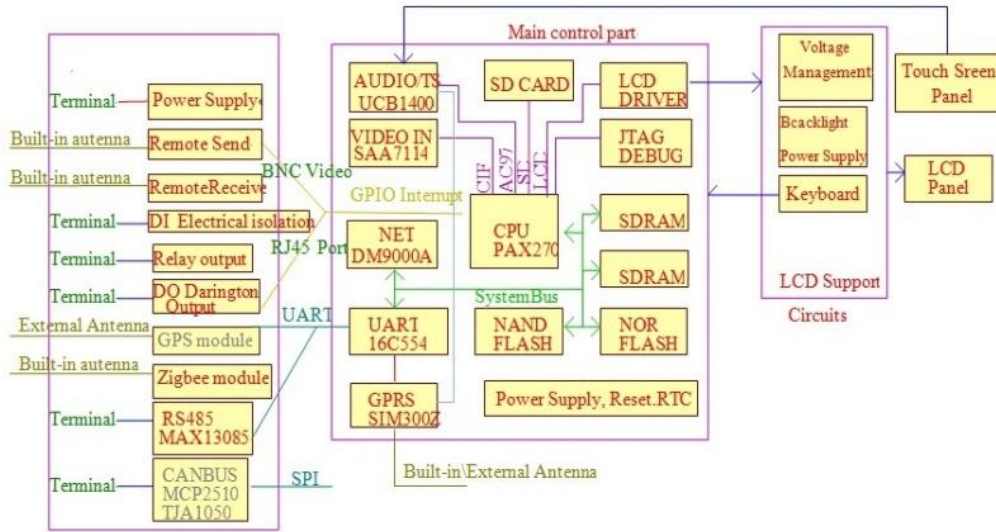 Main control part
AUDIO/TS
UCB1400
SD CARD
LCD
DRIVER
Voltage
Management
Touch Sreen
Panel
Terminal
Power Supply
VIDEO IN
SAA7114
JTAG
DEBUG
Bcacklight
Power Supply
Built-in autenna
Remote Send
BNC Video
CIF
AC97
SD
LCD
LCD
Panel
Built-in autenna
RemoteReceive
GPIO Interrupt
Keyboard
Terminal
DI Electrical isolation
NET
DM9000A
CPU
PAX270
SDRAM
RJ45 Port
Terminal
Relay output
SDRAM
LCD Support
Circuits
Terminal
DO Darington
Output
SystemBus
External Antenna
GPS module
UART
UART
16C554
NAND
FLASH
NOR
FLASH
Built-in autenna
Zigbee module
GPRS
SIM300Z
Power Supply, Reset.RTC
Terminal
RS485
MAX13085
Built-in\External Antenna
Terminal
CANBUS
MCP2510
TJA1050
SPI